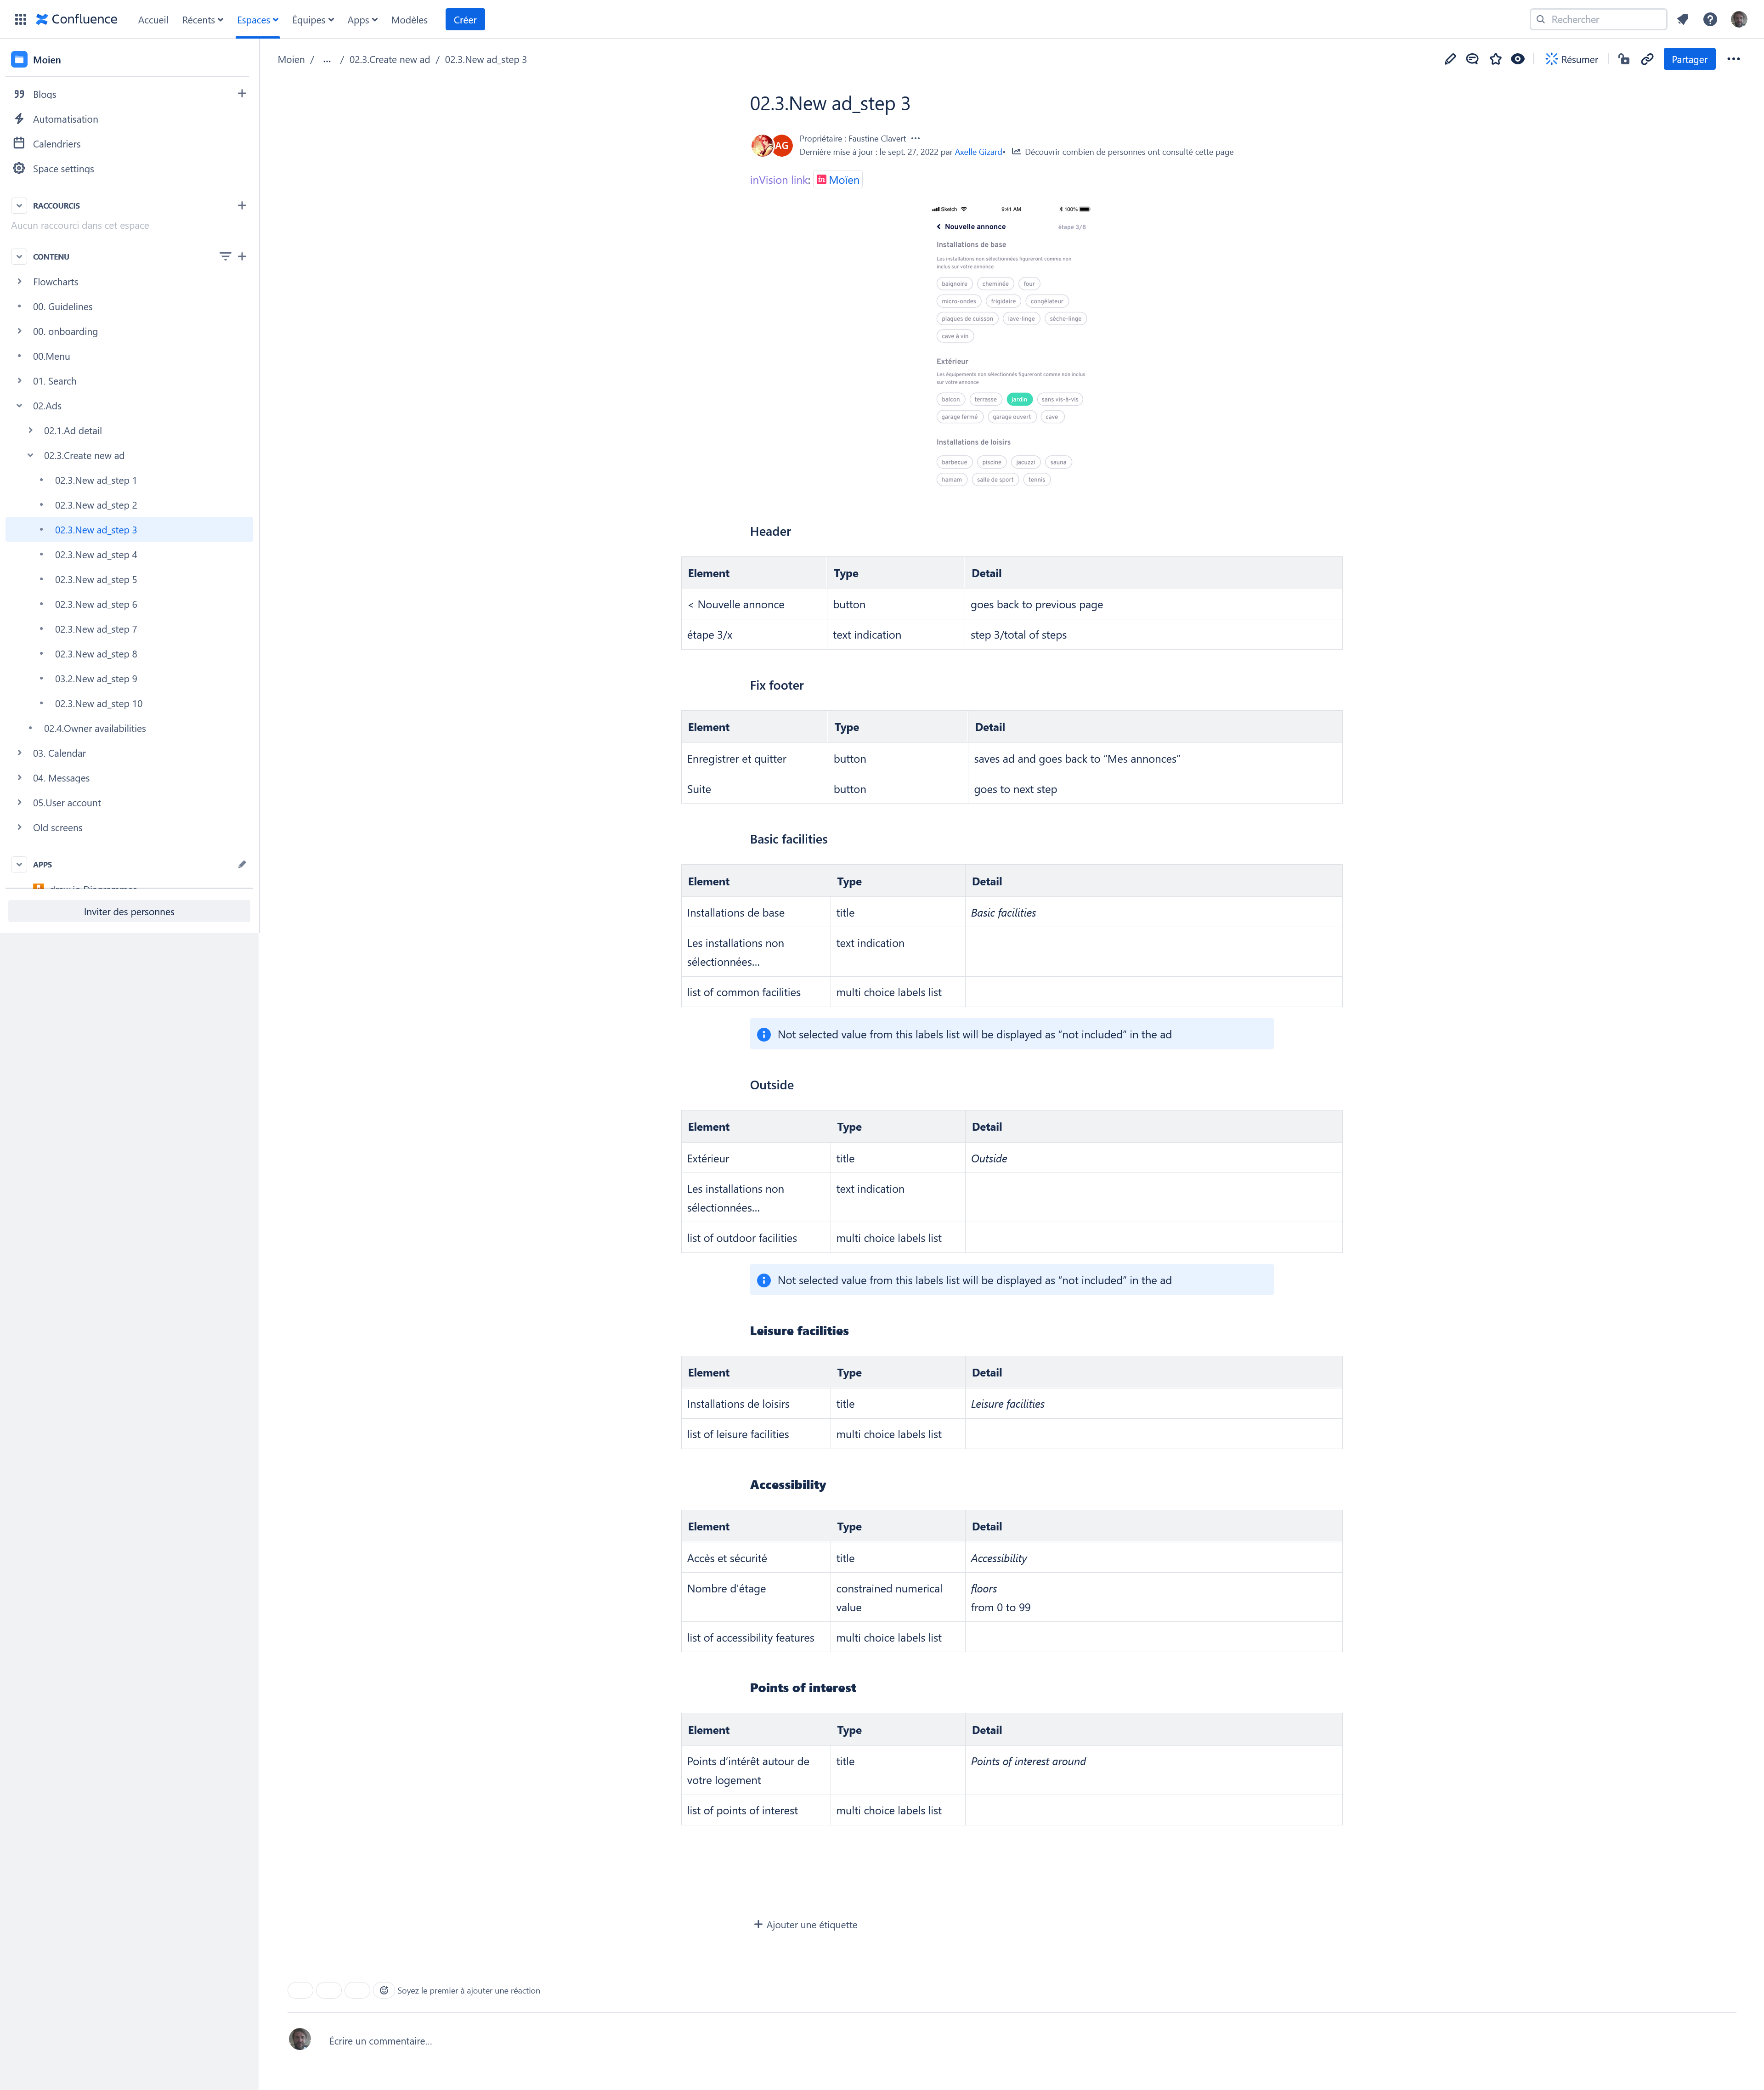 Confluence
Accueil
Récents
Espaces
Équipes
Apps
Modèles
Créer
Rechercher
Moien
Blogs
Automatisation
Calendriers
Space settings
RACCOURCIS
Aucun raccourci dans cet espace
CONTENU
Flowcharts
00. Guidelines
00. onboarding
00.Menu
01. Search
02.Ads
02.1.Ad detail
02.3.Create new ad
02.3.New ad_step 1
02.3.New ad_step 2
02.3.New ad_step 3
02.3.New ad_step 4
02.3.New ad_step 5
02.3.New ad_step 6
02.3.New ad_step 7
02.3.New ad_step 8
03.2.New ad_step 9
02.3.New ad_step 10
02.4.Owner availabilities
03. Calendar
04. Messages
05.User account
Old screens
APPS
Inviter des personnes
Moien / ... / 02.3.Create new ad / 02.3.New ad_step 3
Résumer
Partager
02.3.New ad_step 3
AG
Propriétaire : Faustine Clavert
Dernière mise à jour : le sept. 27, 2022 par Axelle Gizard• Découvrir combien de personnes ont consulté cette page
inVision link: in Moïen
Sketch 9:41 AM 100%
Nouvelle annonce étape 3/8
Installations de base
Les installations non sélectionnées figureront comme non
inclus sur votre annonce
baignoire cheminée four
micro-ondes frigidaire congélateur
plaques de cuisson lave-linge sèche-linge
cave à vin
Extérieur
Les équipements non sélectionnés figureront comme non inclus
sur votre annonce
balcon terrasse jardin sans vis-à-vis
garage fermé garage ouvert cave
Installations de loisirs
barbecue piscine jacuzzi sauna
hamam salle de sport tennis
Header
Element Type Detail
< Nouvelle annonce button goes back to previous page
étape 3/x text indication step 3/total of steps
Fix footer
Element Type Detail
Enregistrer et quitter button saves ad and goes back to “Mes annonces”
Suite button goes to next step
Basic facilities
Element Type Detail
Installations de base title Basic facilities
Les installations non text indication
sélectionnées…
list of common facilities multi choice labels list
Not selected value from this labels list will be displayed as “not included” in the ad
Outside
Element Type Detail
Extérieur title Outside
Les installations non text indication
sélectionnées…
list of outdoor facilities multi choice labels list
Not selected value from this labels list will be displayed as “not included” in the ad
Leisure facilities
Element Type Detail
Installations de loisirs title Leisure facilities
list of leisure facilities multi choice labels list
Accessibility
Element Type Detail
Accès et sécurité title Accessibility
Nombre d'étage constrained numerical floors
value from 0 to 99
list of accessibility features multi choice labels list
Points of interest
Element Type Detail
Points d’intérêt autour de title Points of interest around
votre logement
list of points of interest multi choice labels list
Ajouter une étiquette
Soyez le premier à ajouter une réaction
Écrire un commentaire…